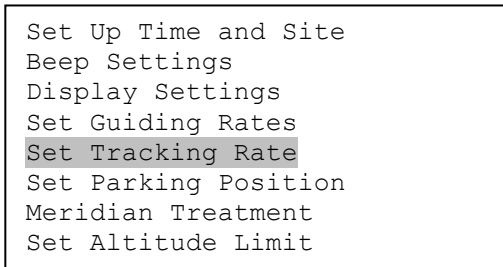 Set Up Time and Site
Beep Settings
Display Settings
Set Guiding Rates
Set Tracking Rate
Set Parking Position
Meridian Treatment
Set Altitude Limit